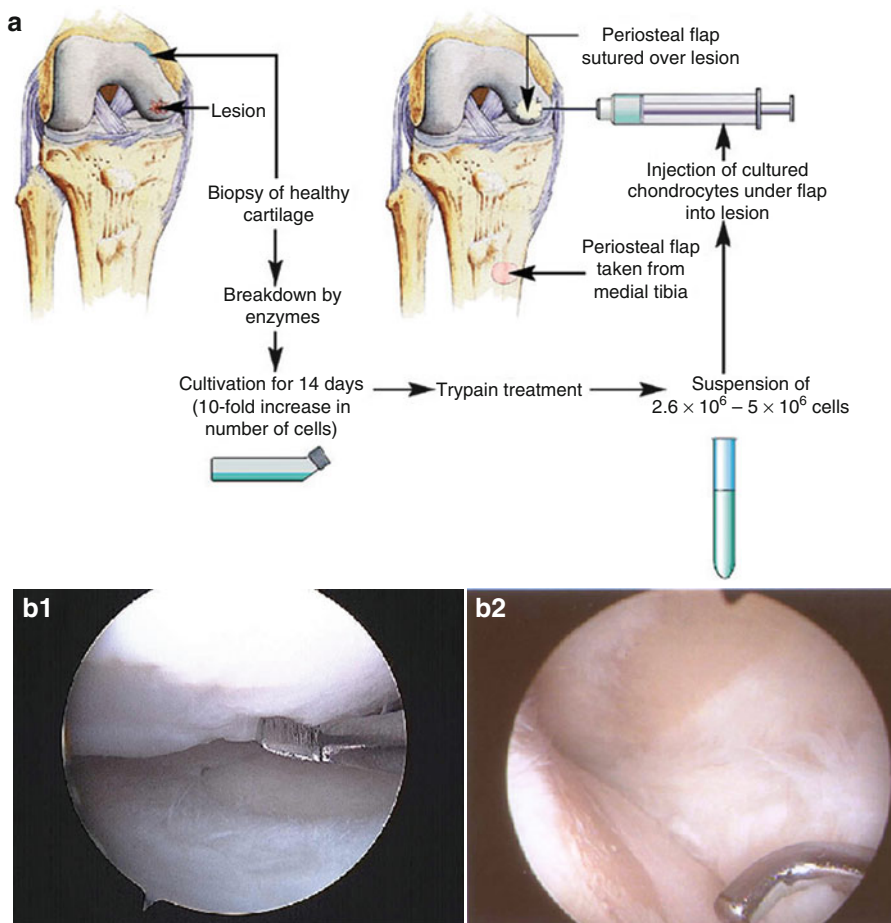 a
Lesion
Biopsy of healthy
cartilage
Breakdown by
enzymes
Cultivation for 14 days
(10-fold increase in
number of cells)
Trypain treatment
Suspension of
2.6 × 10⁶ – 5 × 10⁶ cells
Injection of cultured
chondrocytes under flap
into lesion
Periosteal flap
sutured over lesion
Periosteal flap
taken from
medial tibia
b1
b2